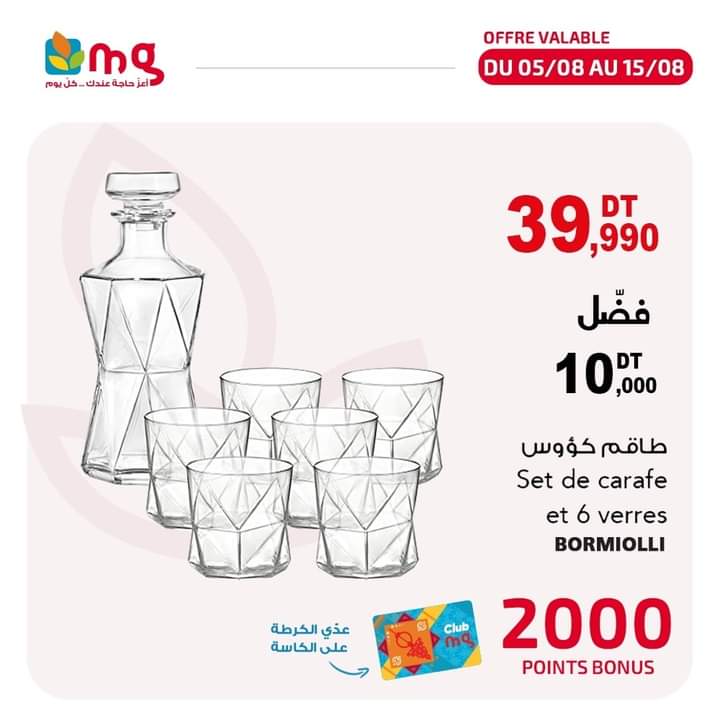 mg
أعزّ حاجة عندك ... كلّ يوم
OFFRE VALABLE
DU 05/08 AU 15/08
39,990 DT
فضّل
10,000 DT
طاقم كؤوس
Set de carafe
et 6 verres
BORMIOLLI
عدّي الكرطة
على الكاسة
Club
mg
2000
POINTS BONUS